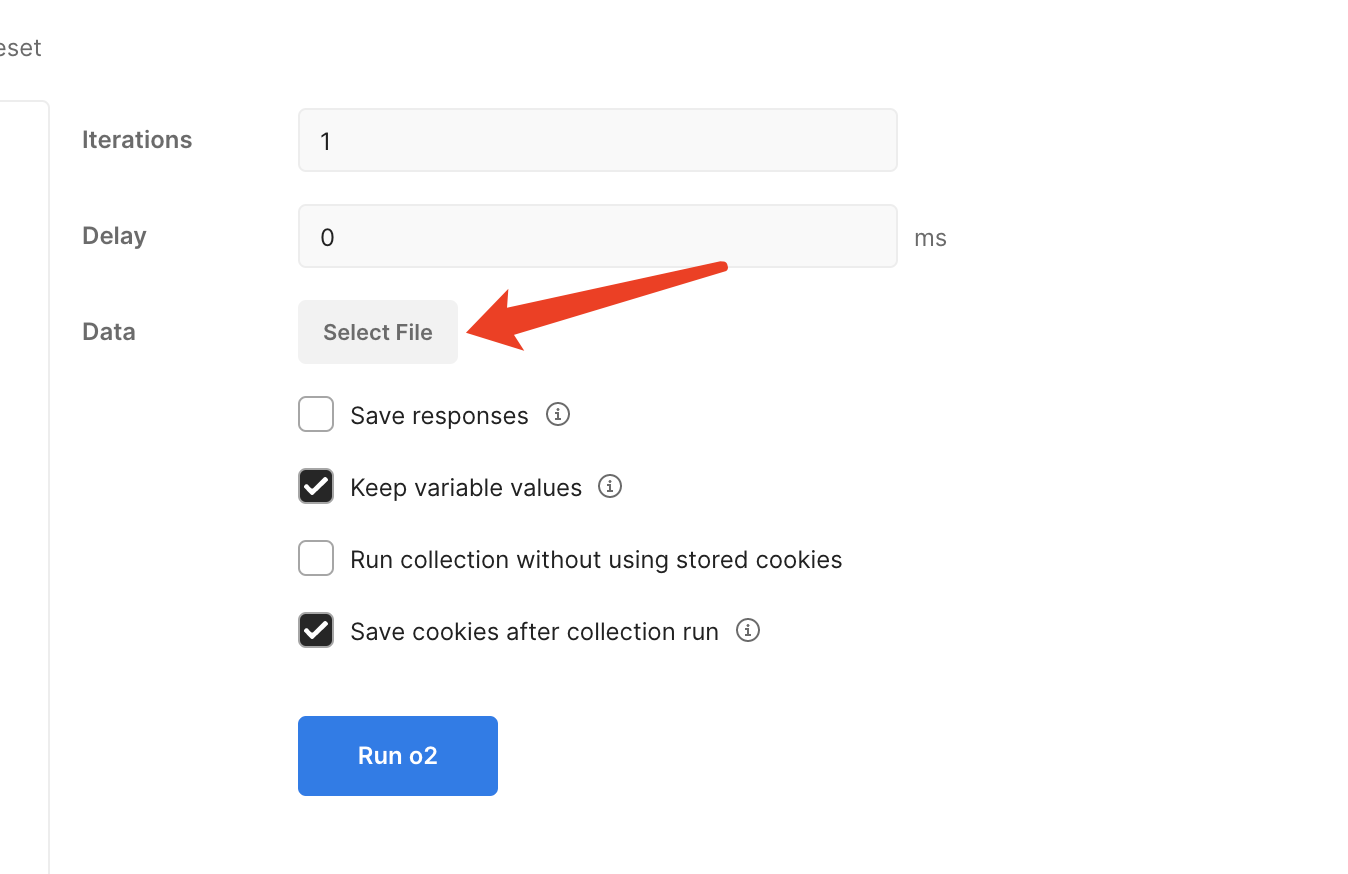 eset
Iterations
1
Delay
0
ms
Data
Select File
Save responses
Keep variable values
Run collection without using stored cookies
Save cookies after collection run
Run o2